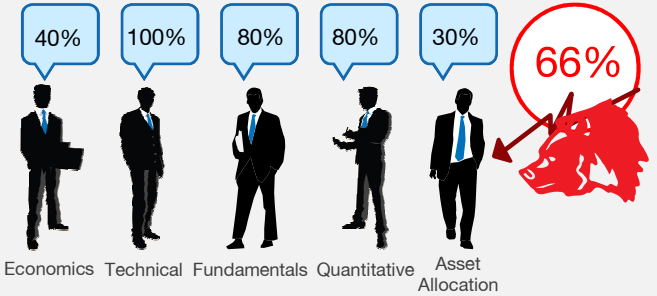 40%
100%
80%
80%
30%
66%
Economics
Technical
Fundamentals
Quantitative
Asset
Allocation